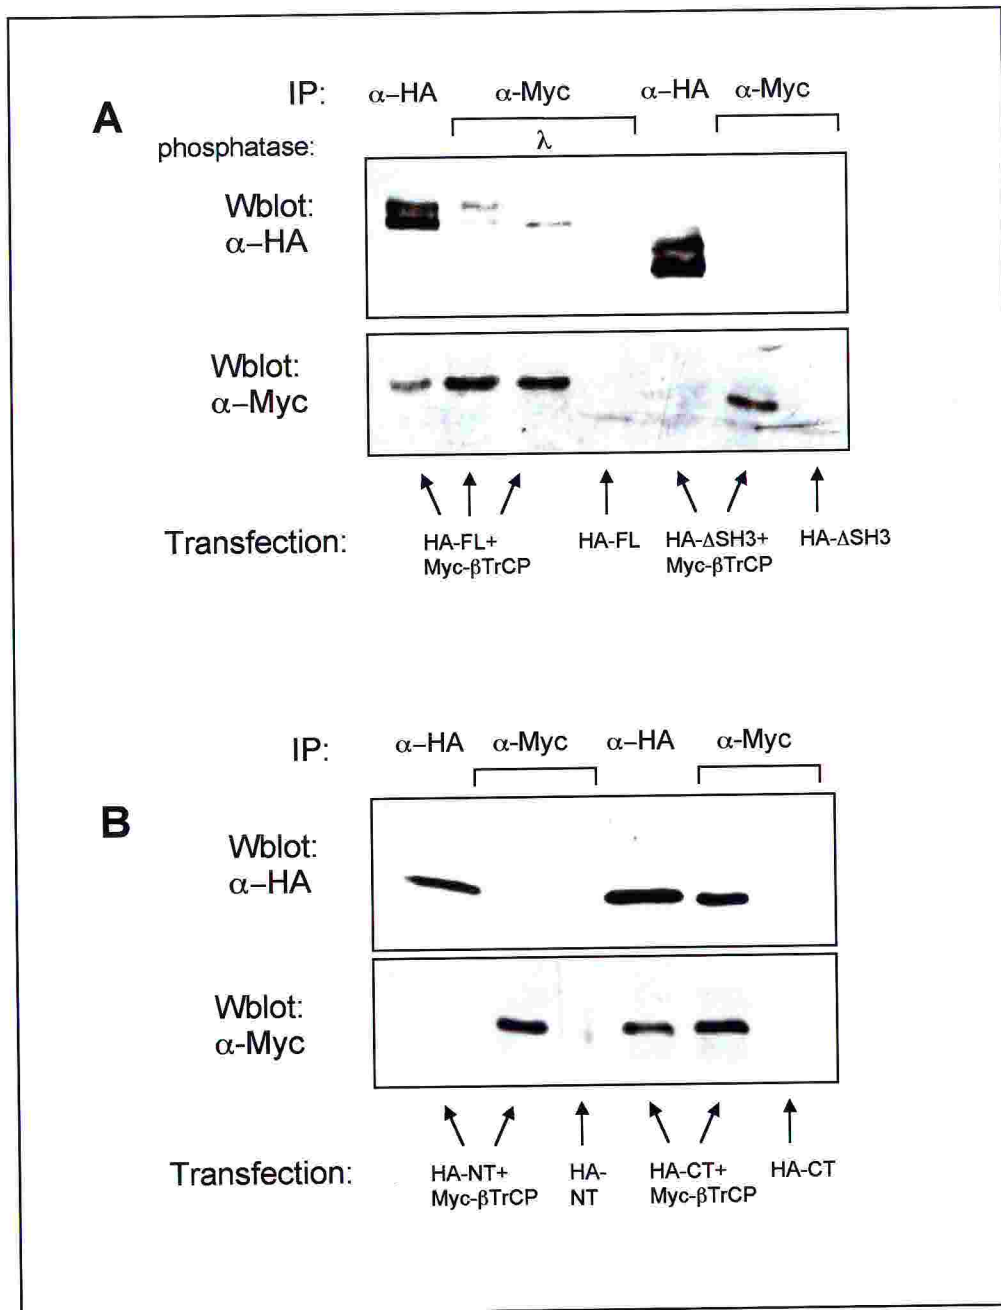 A
IP: α–HA α-Myc α–HA α-Myc
phosphatase: λ
Wblot:
α–HA
Wblot:
α–Myc
Transfection: HA-FL+ HA-FL HA-ΔSH3+ HA-ΔSH3
Myc-βTrCP Myc-βTrCP
B
IP: α–HA α-Myc α–HA α-Myc
Wblot:
α–HA
Wblot:
α-Myc
Transfection: HA-NT+ HA- HA-CT+ HA-CT
Myc-βTrCP NT Myc-βTrCP